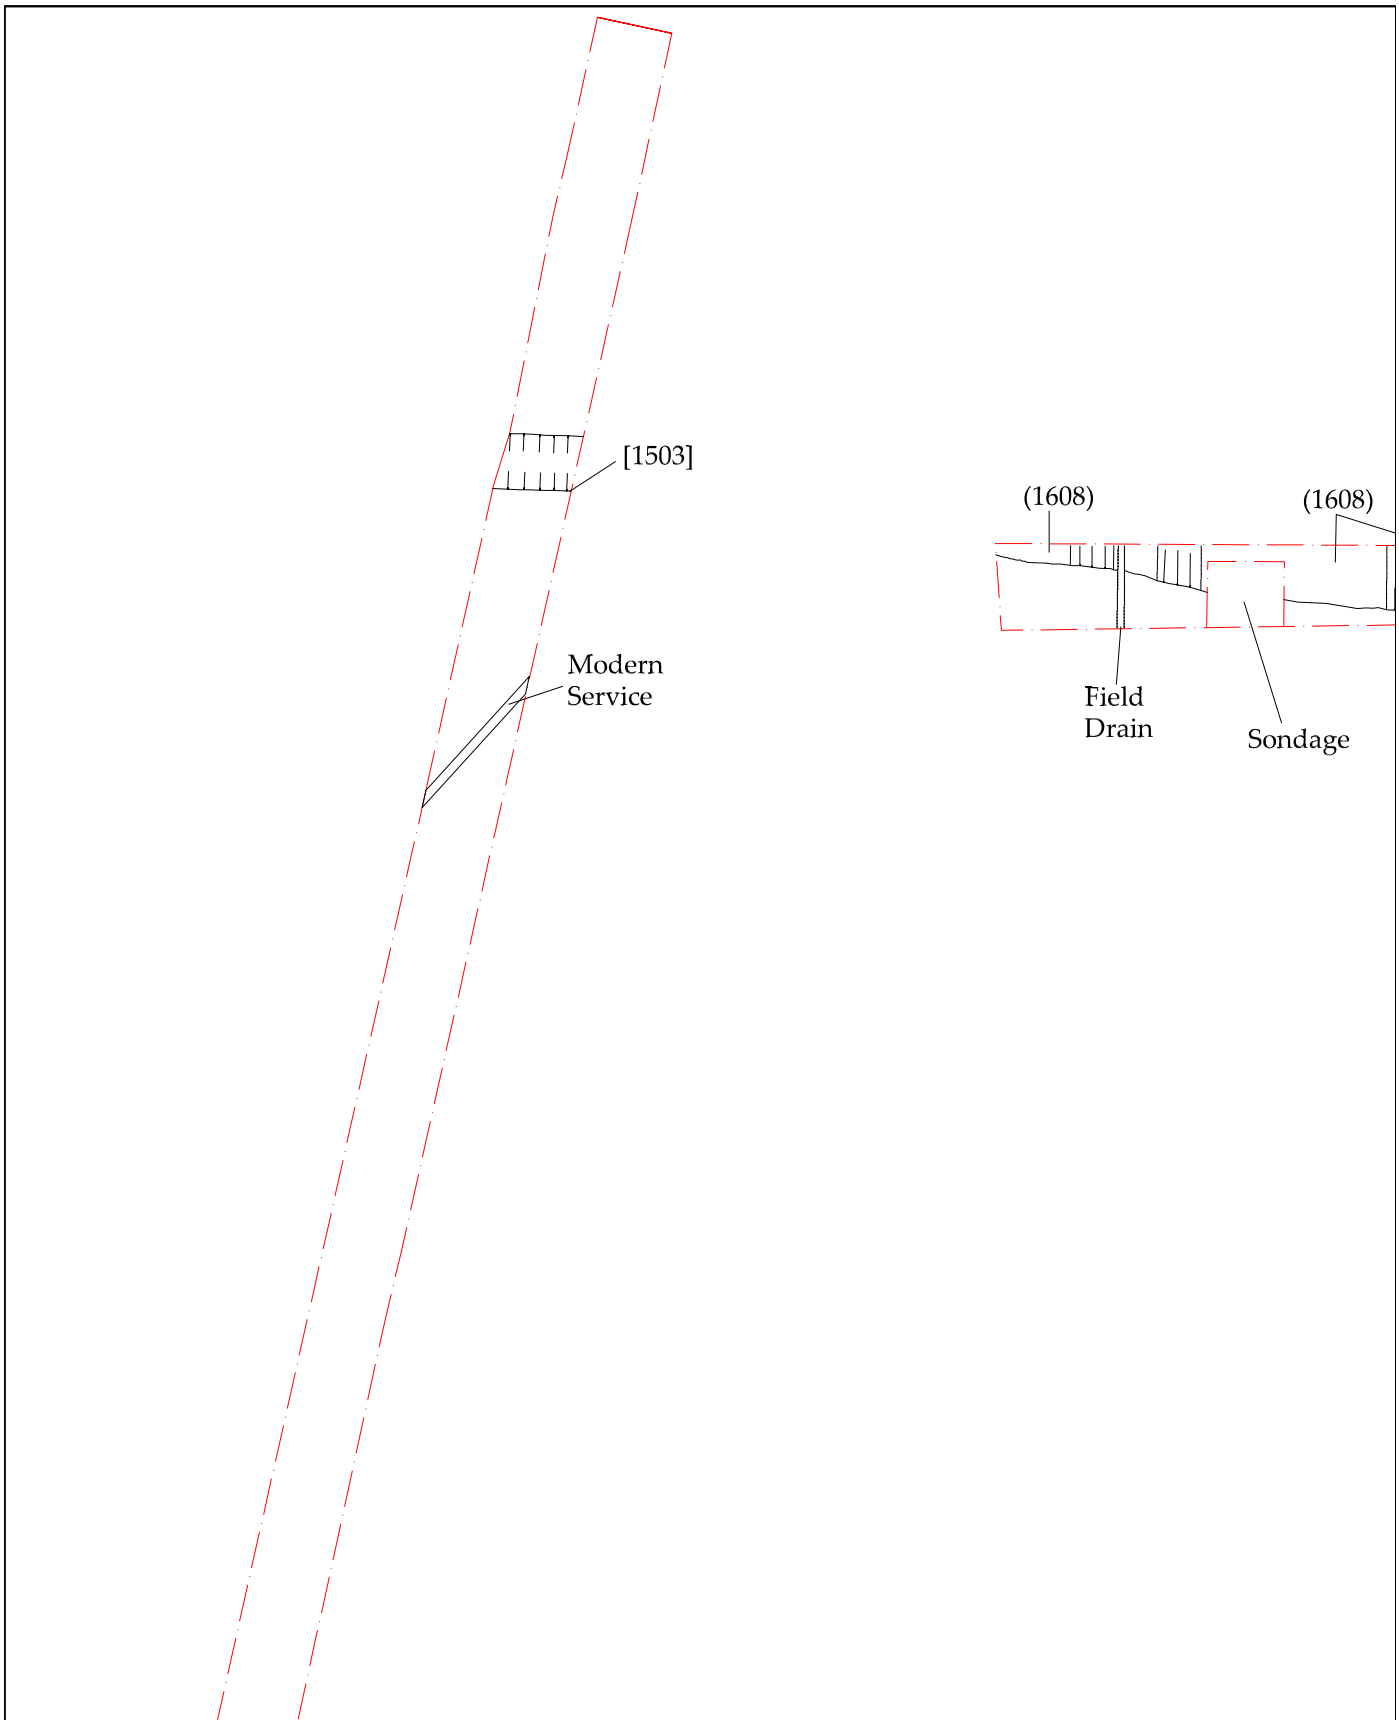 [1503]
(1608)
(1608)
Modern
Service
Field
Drain
Sondage